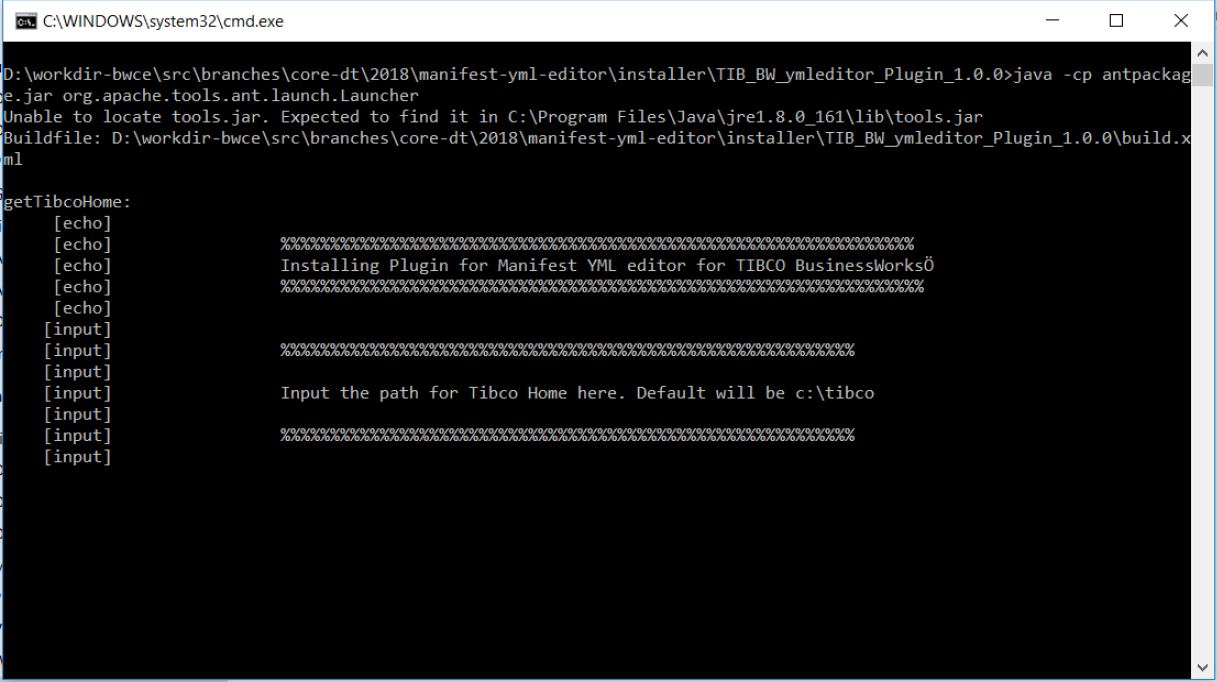 C:\WINDOWS\system32\cmd.exe
D:\workdir-bwce\src\branches\core-dt\2018\manifest-yml-editor\installer\TIB_BW_ymleditor_Plugin_1.0.0>java -cp antpackag
e.jar org.apache.tools.ant.launch.Launcher
Unable to locate tools.jar. Expected to find it in C:\Program Files\Java\jre1.8.0_161\lib\tools.jar
Buildfile: D:\workdir-bwce\src\branches\core-dt\2018\manifest-yml-editor\installer\TIB_BW_ymleditor_Plugin_1.0.0\build.x
ml
getTibcoHome:
[echo]
[echo] %%%%%%%%%%%%%%%%%%%%%%%%%%%%%%%%%%%%%%%%%%%%%%%%%%%%%%%%%%%%%%%%
[echo] Installing Plugin for Manifest YML editor for TIBCO BusinessWorksÖ
[echo] %%%%%%%%%%%%%%%%%%%%%%%%%%%%%%%%%%%%%%%%%%%%%%%%%%%%%%%%%%%%%%%%%
[echo]
[input]
[input] %%%%%%%%%%%%%%%%%%%%%%%%%%%%%%%%%%%%%%%%%%%%%%%%%%%%%%%%%%
[input]
[input] Input the path for Tibco Home here. Default will be c:\tibco
[input]
[input] %%%%%%%%%%%%%%%%%%%%%%%%%%%%%%%%%%%%%%%%%%%%%%%%%%%%%%%%%%
[input]